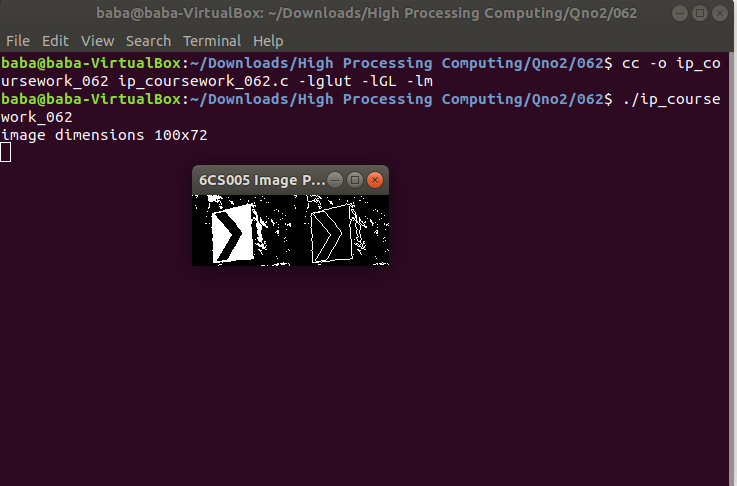 baba@baba-VirtualBox: ~/Downloads/High Processing Computing/Qno2/062
File Edit View Search Terminal Help
baba@baba-VirtualBox:~/Downloads/High Processing Computing/Qno2/062$ cc -o ip_co
ursework_062 ip_coursework_062.c -lglut -lGL -lm
baba@baba-VirtualBox:~/Downloads/High Processing Computing/Qno2/062$ ./ip_course
work_062
image dimensions 100x72
6CS005 Image P...